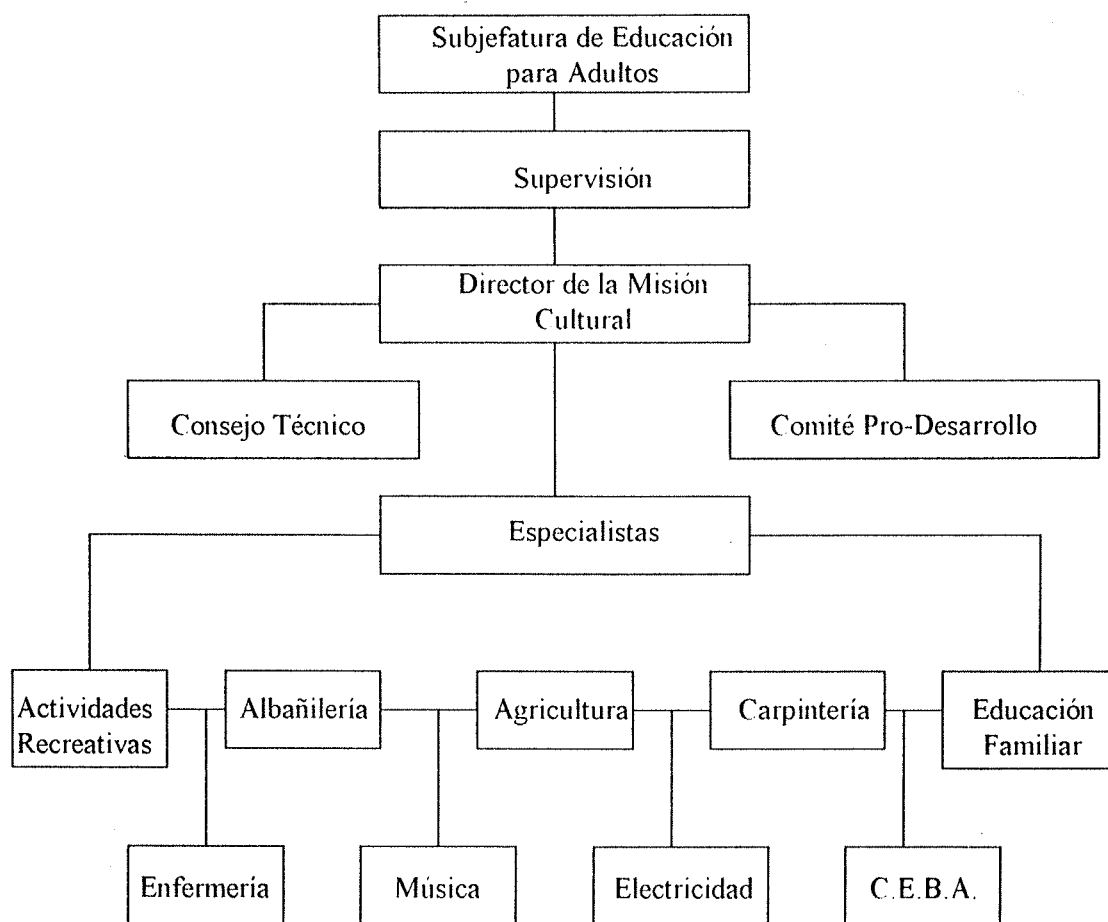 Subjefatura de Educación
para Adultos
Supervisión
Director de la Misión
Cultural
Consejo Técnico
Comité Pro-Desarrollo
Especialistas
Actividades
Recreativas
Albañilería
Agricultura
Carpintería
Educación
Familiar
Enfermería
Música
Electricidad
C.E.B.A.